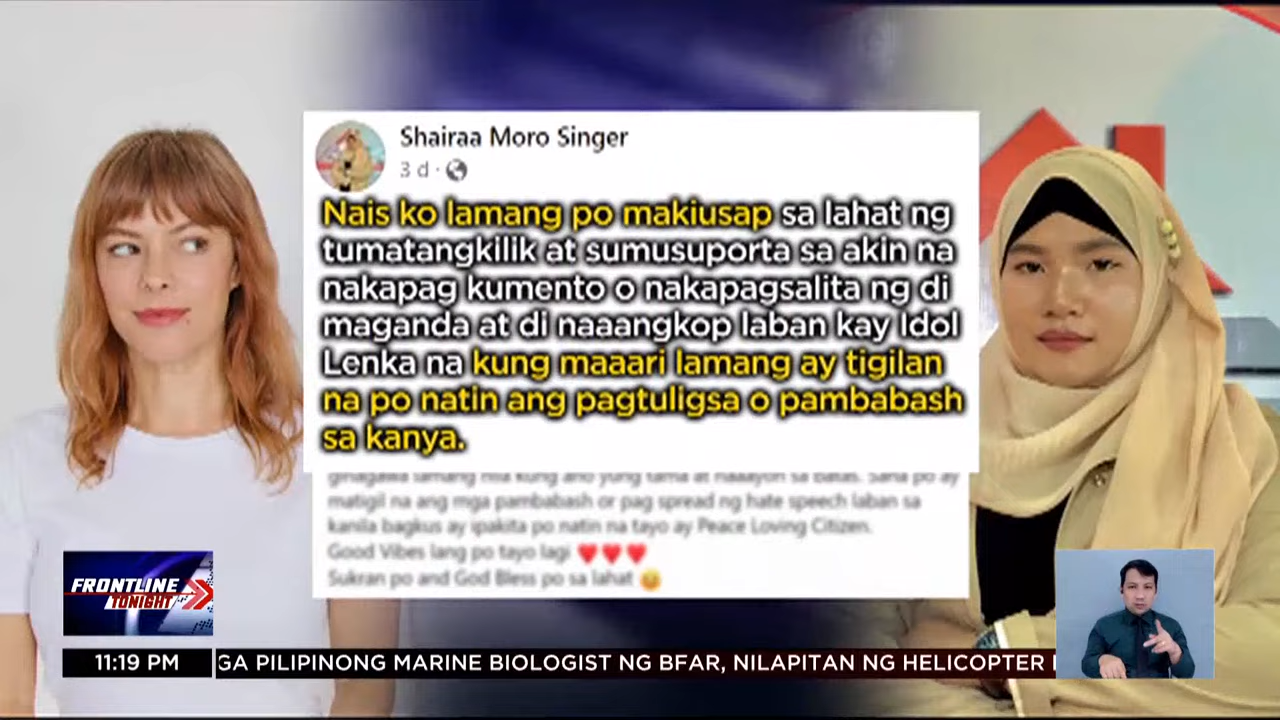 Shairaa Moro Singer
3 d ·
Nais ko lamang po makiusap sa lahat ng
tumatangkilik at sumusuporta sa akin na
nakapag kumento o nakapagsalita ng di
maganda at di naaangkop laban kay Idol
Lenka na kung maaari lamang ay tigilan
na po natin ang pagtuligsa o pambabash
sa kanya.
ginagawa lamang nila kung ano yung tama at naaayon sa batas. Sana po ay
matigil na ang mga pambabash or pag spread ng hate speech laban sa
kanila bagkus ay ipakita po natin na tayo ay Peace Loving Citizen.
Good Vibes lang po tayo lagi ❤❤❤
Sukran po and God Bless po sa lahat
FRONTLINE
TONIGHT
11:19 PM
GA PILIPINONG MARINE BIOLOGIST NG BFAR, NILAPITAN NG HELICOPTER